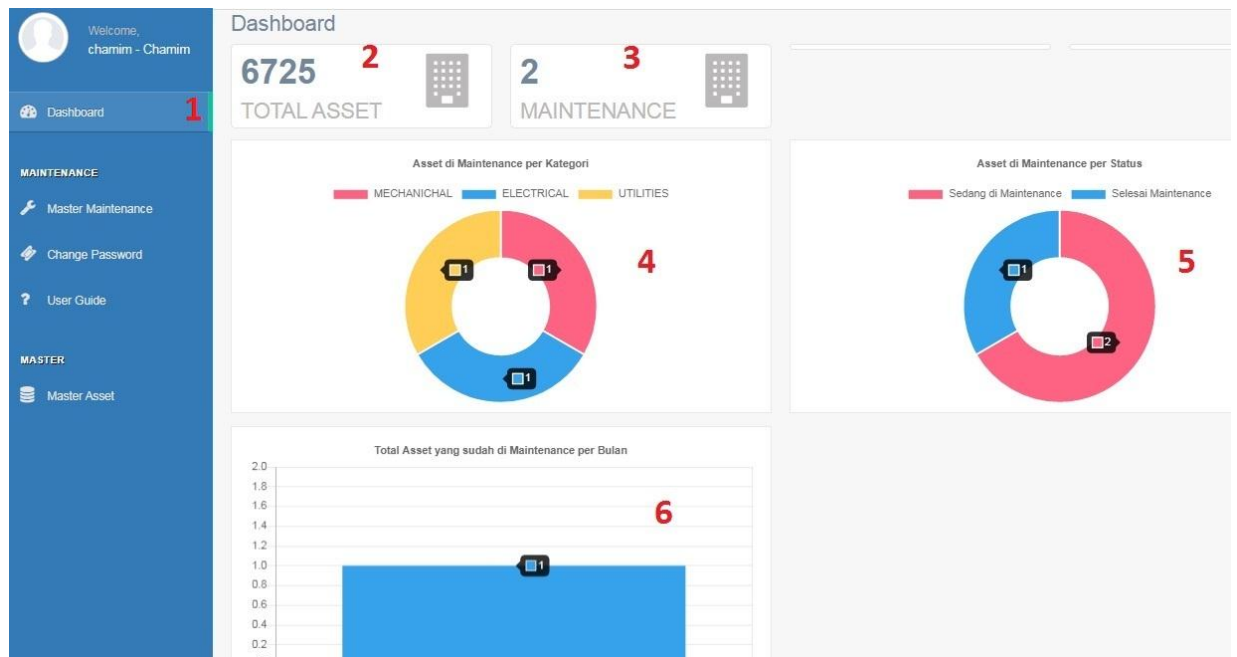 Welcome,
chamim - Chamim
Dashboard
1
MAINTENANCE
Master Maintenance
Change Password
? User Guide
MASTER
Master Asset
Dashboard
6725
2
TOTAL ASSET
2
3
MAINTENANCE
Asset di Maintenance per Kategori
MECHANICHAL ELECTRICAL UTILITIES
1
1
1
4
Asset di Maintenance per Status
Sedang di Maintenance Selesai Maintenance
1
2
5
Total Asset yang sudah di Maintenance per Bulan
2.0
1.8
1.6
1.4
1.2
1.0
0.8
0.6
0.4
0.2
1
6